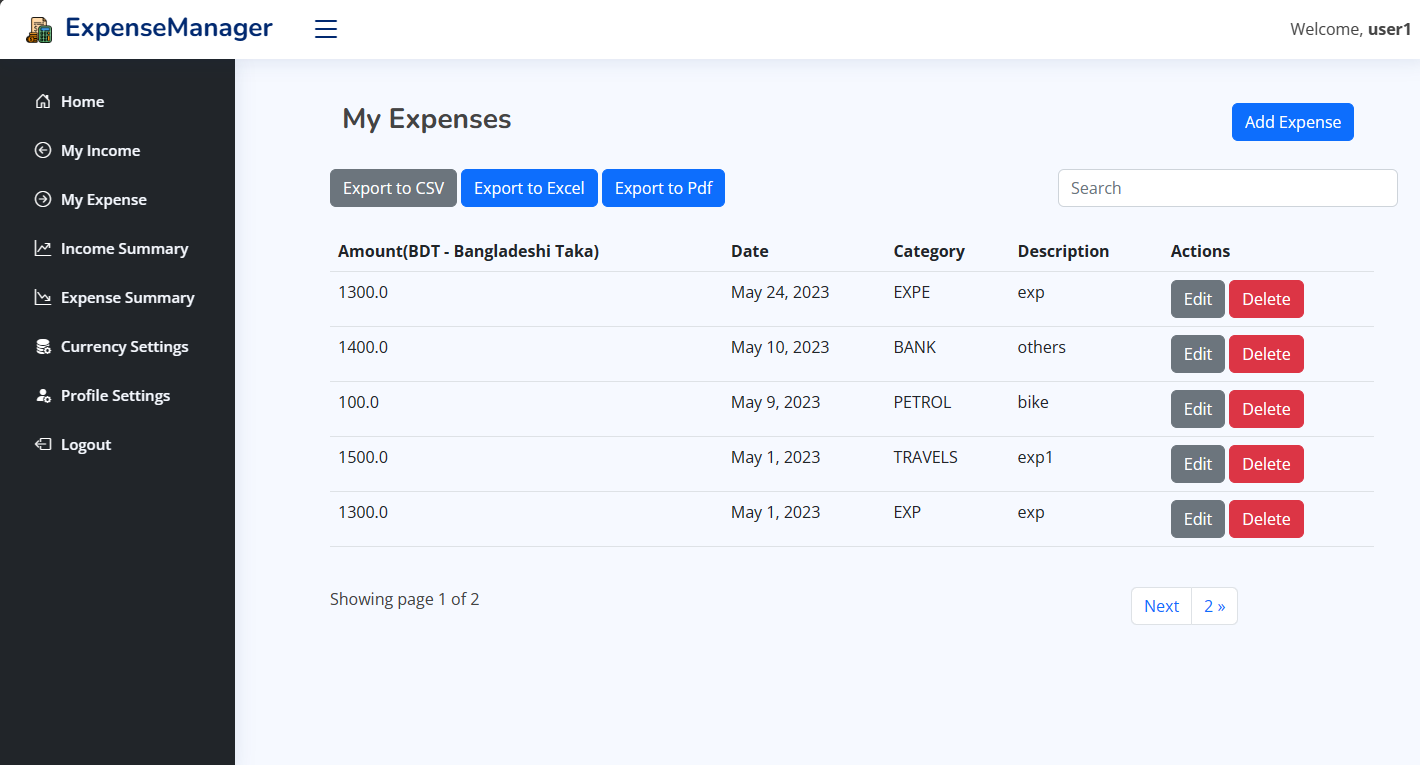 ExpenseManager
Welcome, user1
Home
My Income
My Expense
Income Summary
Expense Summary
Currency Settings
Profile Settings
Logout
My Expenses
Add Expense
Export to CSV Export to Excel Export to Pdf
Search
Amount(BDT - Bangladeshi Taka) Date Category Description Actions
1300.0 May 24, 2023 EXPE exp Edit Delete
1400.0 May 10, 2023 BANK others Edit Delete
100.0 May 9, 2023 PETROL bike Edit Delete
1500.0 May 1, 2023 TRAVELS exp1 Edit Delete
1300.0 May 1, 2023 EXP exp Edit Delete
Showing page 1 of 2
Next 2 »